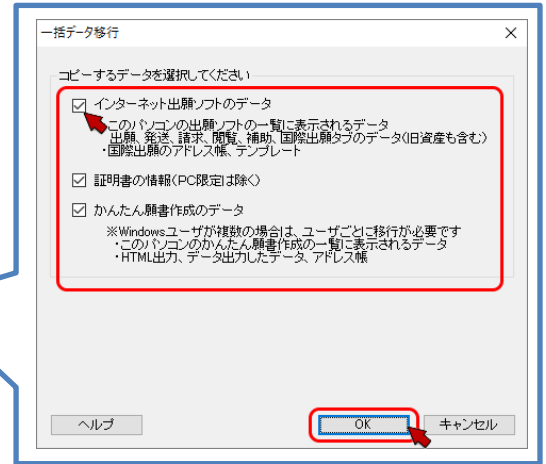 一括データ移行
コピーするデータを選択してください
インターネット出願ソフトのデータ
・このパソコンの出願ソフトの一覧に表示されるデータ
出願、発送、請求、閲覧、補助、国際出願タブのデータ(旧資産も含む)
・国際出願のアドレス帳、テンプレート
証明書の情報(PC限定は除く)
かんたん願書作成のデータ
※Windowsユーザが複数の場合は、ユーザごとに移行が必要です
・このパソコンのかんたん願書作成の一覧に表示されるデータ
・HTML出力、データ出力したデータ、アドレス帳
ヘルプ
OK
キャンセル